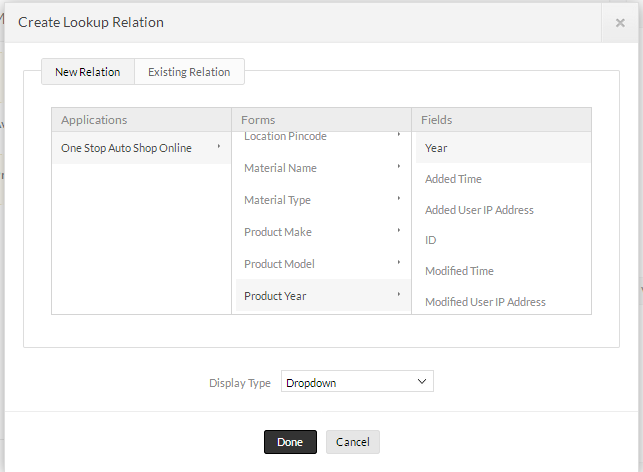 Create Lookup Relation
New Relation
Existing Relation
Applications
Forms
Fields
One Stop Auto Shop Online
Location Pincode
Material Name
Material Type
Product Make
Product Model
Product Year
Year
Added Time
Added User IP Address
ID
Modified Time
Modified User IP Address
Display Type
Dropdown
Done
Cancel